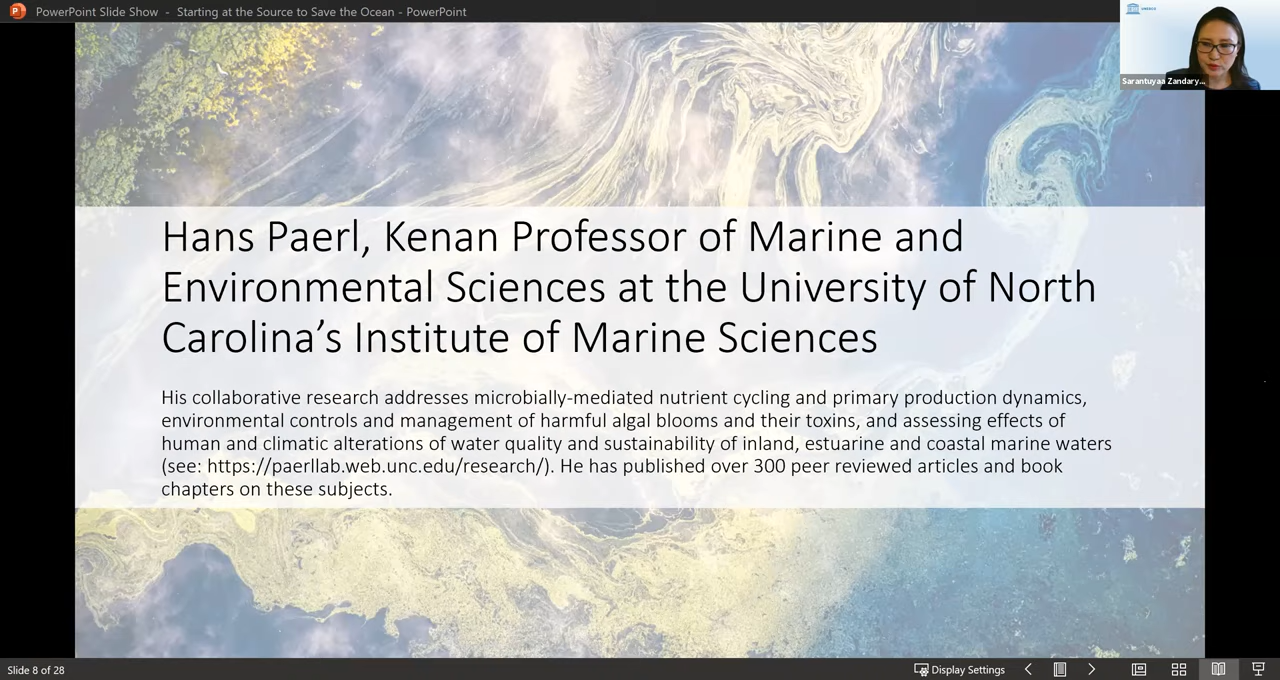 PowerPoint Slide Show - Starting at the Source to Save the Ocean - PowerPoint
UNESCO
Sarantuyaa Zandary...
Hans Paerl, Kenan Professor of Marine and
Environmental Sciences at the University of North
Carolina’s Institute of Marine Sciences
His collaborative research addresses microbially-mediated nutrient cycling and primary production dynamics,
environmental controls and management of harmful algal blooms and their toxins, and assessing effects of
human and climatic alterations of water quality and sustainability of inland, estuarine and coastal marine waters
(see: https://paerllab.web.unc.edu/research/). He has published over 300 peer reviewed articles and book
chapters on these subjects.
Slide 8 of 28
Display Settings